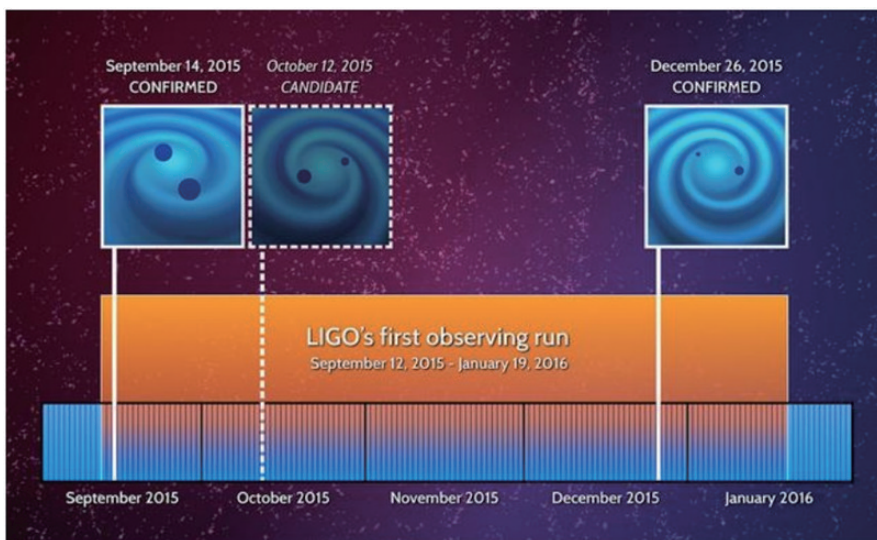 September 14, 2015
CONFIRMED
October 12, 2015
CANDIDATE
December 26, 2015
CONFIRMED
LIGO's first observing run
September 12, 2015 - January 19, 2016
September 2015
October 2015
November 2015
December 2015
January 2016